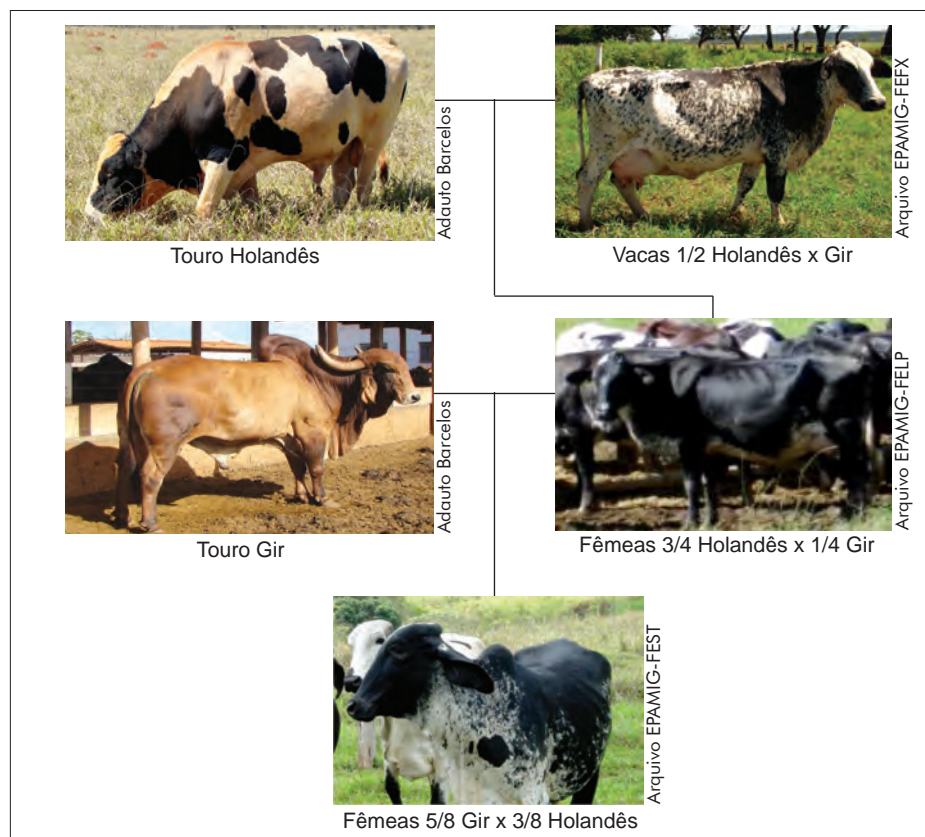 Adauto Barcelos
Arquivo EPAMIG-FEFX
Touro Holandês
Vacas 1/2 Holandês x Gir
Adauto Barcelos
Arquivo EPAMIG-FELP
Touro Gir
Fêmeas 3/4 Holandês x 1/4 Gir
Arquivo EPAMIG-FEST
Fêmeas 5/8 Gir x 3/8 Holandês